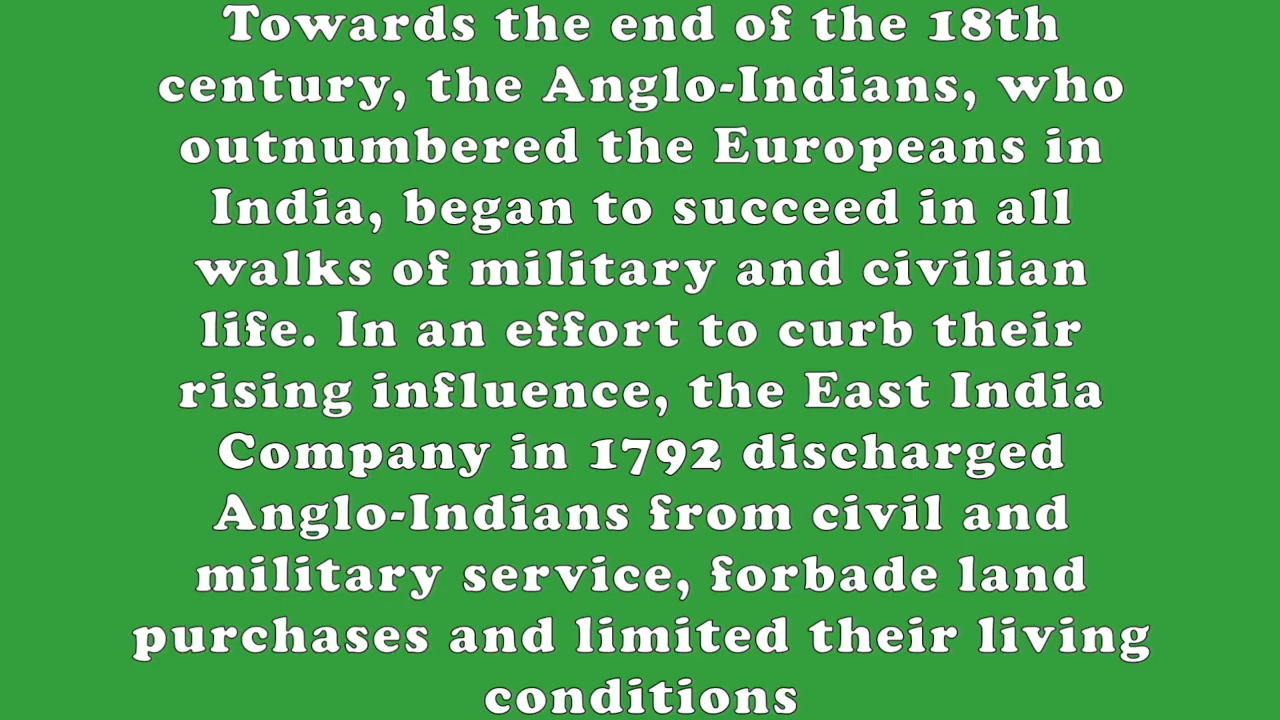 Towards the end of the 18th
century, the Anglo-Indians, who
outnumbered the Europeans in
India, began to succeed in all
walks of military and civilian
life. In an effort to curb their
rising influence, the East India
Company in 1792 discharged
Anglo-Indians from civil and
military service, forbade land
purchases and limited their living
conditions